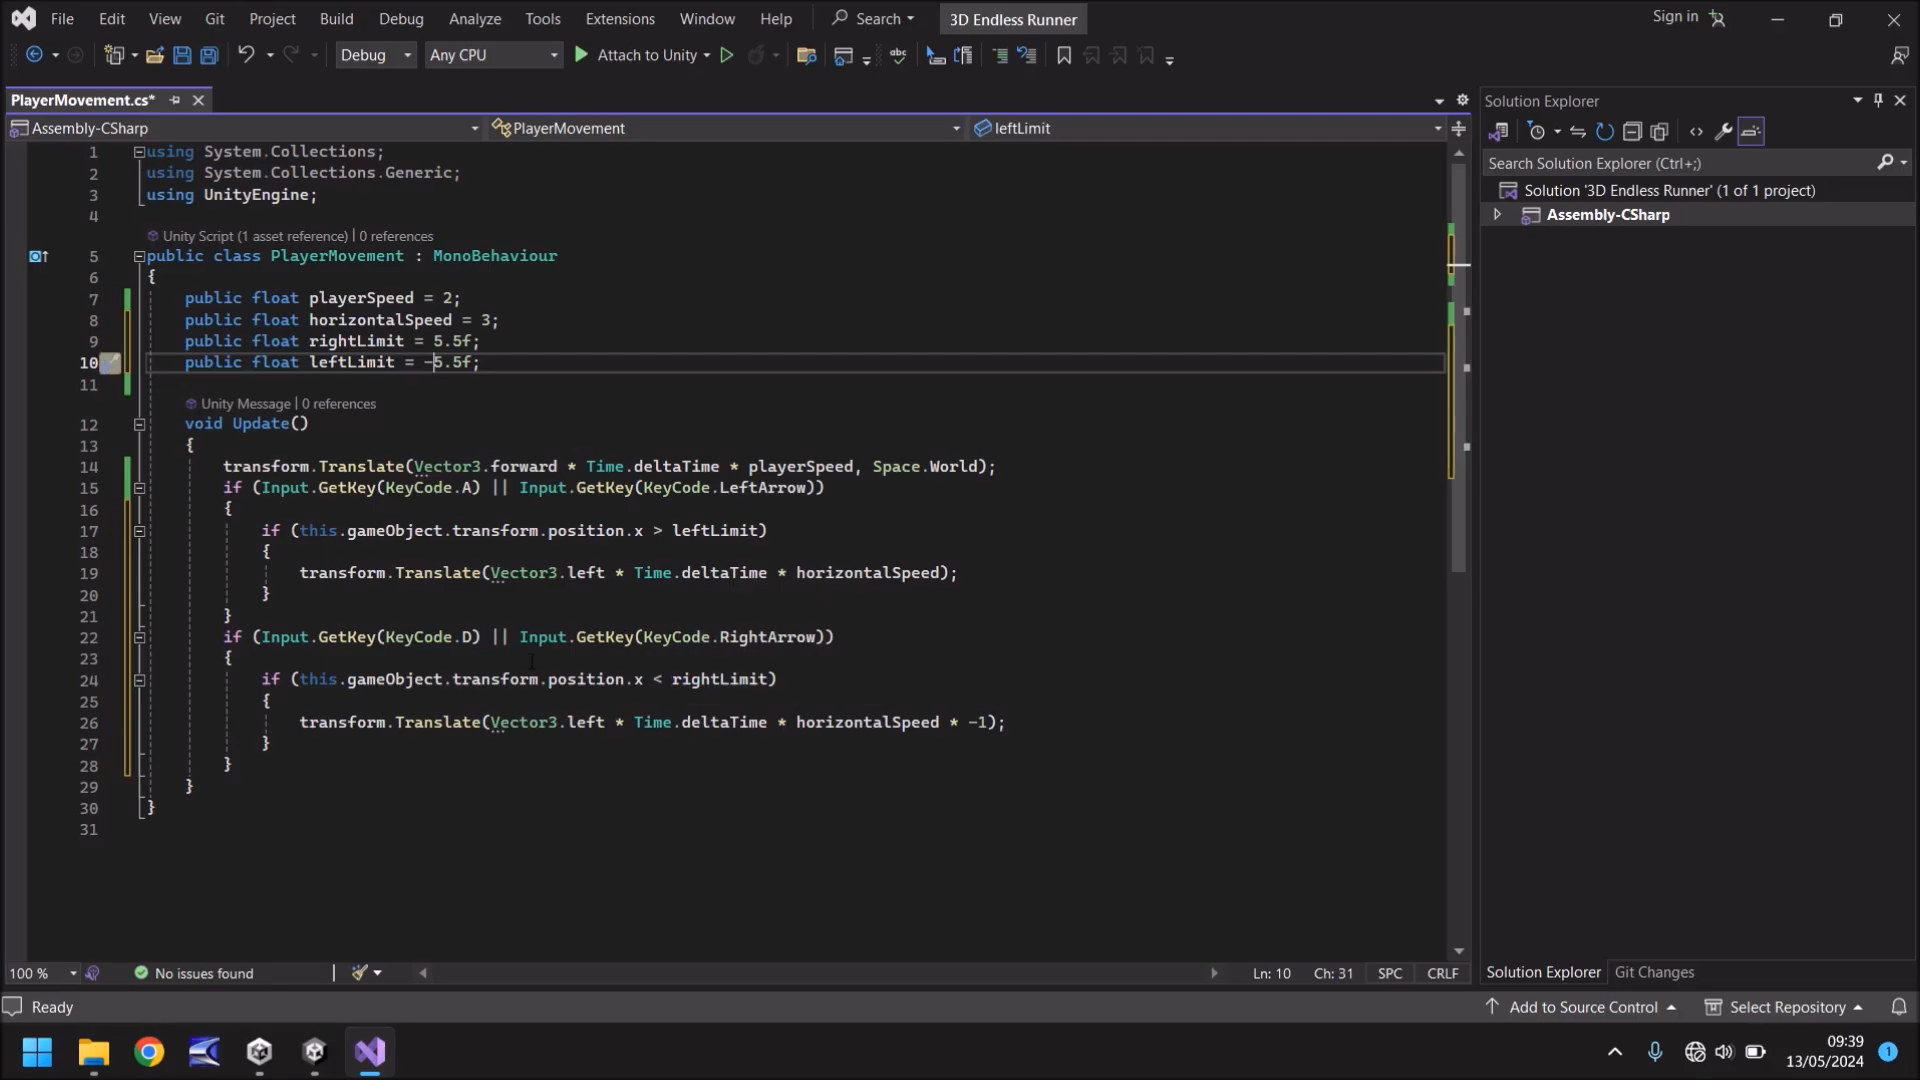 File Edit View Git Project Build Debug Analyze Tools Extensions Window Help Search 3D Endless Runner Sign in
Debug Any CPU Attach to Unity abc
PlayerMovement.cs*
Assembly-CSharp PlayerMovement leftLimit
1 using System.Collections;
2 using System.Collections.Generic;
3 using UnityEngine;
4
Unity Script (1 asset reference) | 0 references
5 public class PlayerMovement : MonoBehaviour
6 {
7 public float playerSpeed = 2;
8 public float horizontalSpeed = 3;
9 public float rightLimit = 5.5f;
10 public float leftLimit = -5.5f;
11
Unity Message | 0 references
12 void Update()
13 {
14 transform.Translate(Vector3.forward * Time.deltaTime * playerSpeed, Space.World);
15 if (Input.GetKey(KeyCode.A) || Input.GetKey(KeyCode.LeftArrow))
16 {
17 if (this.gameObject.transform.position.x > leftLimit)
18 {
19 transform.Translate(Vector3.left * Time.deltaTime * horizontalSpeed);
20 }
21 }
22 if (Input.GetKey(KeyCode.D) || Input.GetKey(KeyCode.RightArrow))
23 {
24 if (this.gameObject.transform.position.x < rightLimit)
25 {
26 transform.Translate(Vector3.left * Time.deltaTime * horizontalSpeed * -1);
27 }
28 }
29 }
30 }
31
100 % No issues found Ln: 10 Ch: 31 SPC CRLF
Solution Explorer
Search Solution Explorer (Ctrl+;)
Solution '3D Endless Runner' (1 of 1 project)
Assembly-CSharp
Solution Explorer Git Changes
Ready Add to Source Control Select Repository
09:39
13/05/2024
1